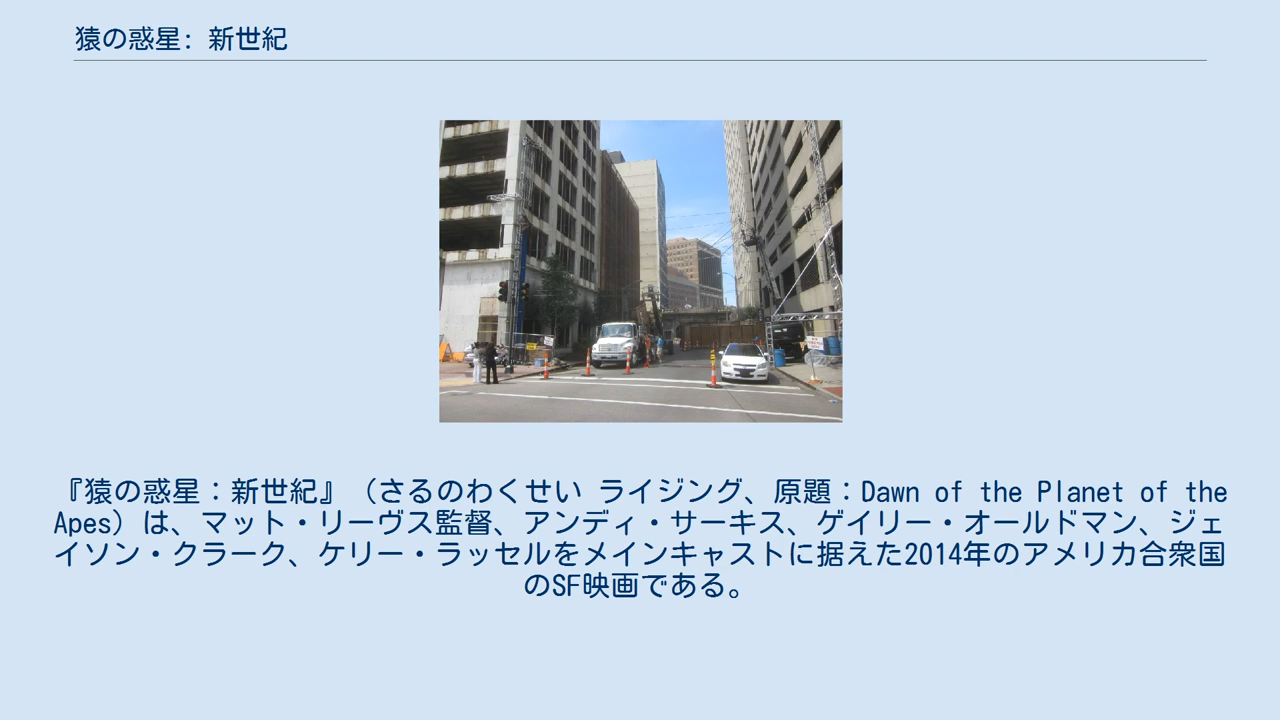 猿の惑星: 新世紀
『猿の惑星：新世紀』（さるのわくせい ライジング、原題：Dawn of the Planet of the
Apes）は、マット・リーヴス監督、アンディ・サーキス、ゲイリー・オールドマン、ジェ
イソン・クラーク、ケリー・ラッセルをメインキャストに据えた2014年のアメリカ合衆国
のSF映画である。